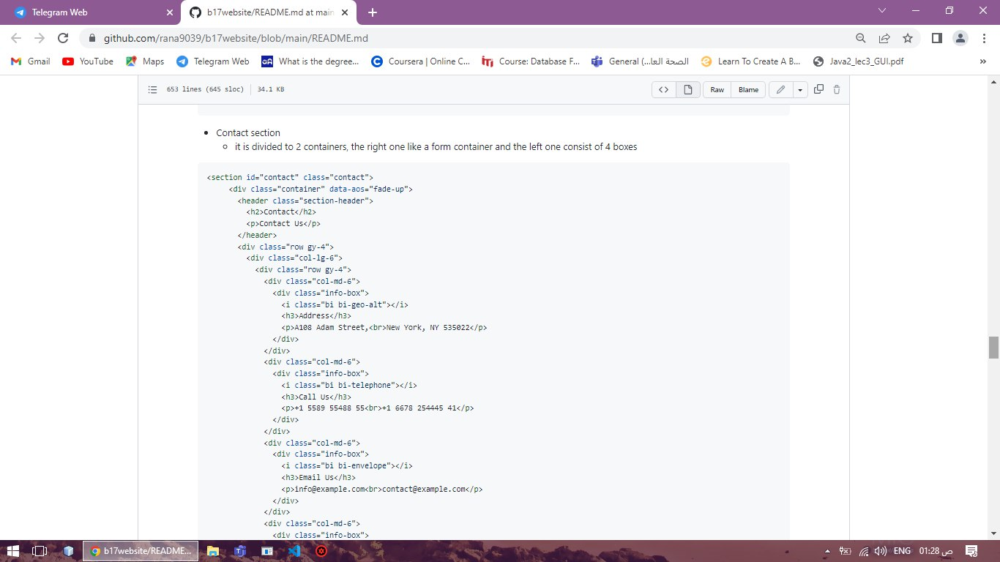 Telegram Web
b17website/README.md at main
github.com/rana9039/b17website/blob/main/README.md
Gmail YouTube Maps Telegram Web What is the degree... Coursera | Online C... Course: Database F... General (...الصحة العا Learn To Create A B... Java2_lec3_GUI.pdf »
653 lines (645 sloc) 34.1 KB Raw Blame
Contact section
it is divided to 2 containers, the right one like a form container and the left one consist of 4 boxes
<section id="contact" class="contact">
<div class="container" data-aos="fade-up">
<header class="section-header">
<h2>Contact</h2>
<p>Contact Us</p>
</header>
<div class="row gy-4">
<div class="col-lg-6">
<div class="row gy-4">
<div class="col-md-6">
<div class="info-box">
<i class="bi bi-geo-alt"></i>
<h3>Address</h3>
<p>A108 Adam Street,<br>New York, NY 535022</p>
</div>
</div>
<div class="col-md-6">
<div class="info-box">
<i class="bi bi-telephone"></i>
<h3>Call Us</h3>
<p>+1 5589 55488 55<br>+1 6678 254445 41</p>
</div>
</div>
<div class="col-md-6">
<div class="info-box">
<i class="bi bi-envelope"></i>
<h3>Email Us</h3>
<p>info@example.com<br>contact@example.com</p>
</div>
</div>
<div class="col-md-6">
<div class="info-box">
b17website/README... ENG 01:28 ص